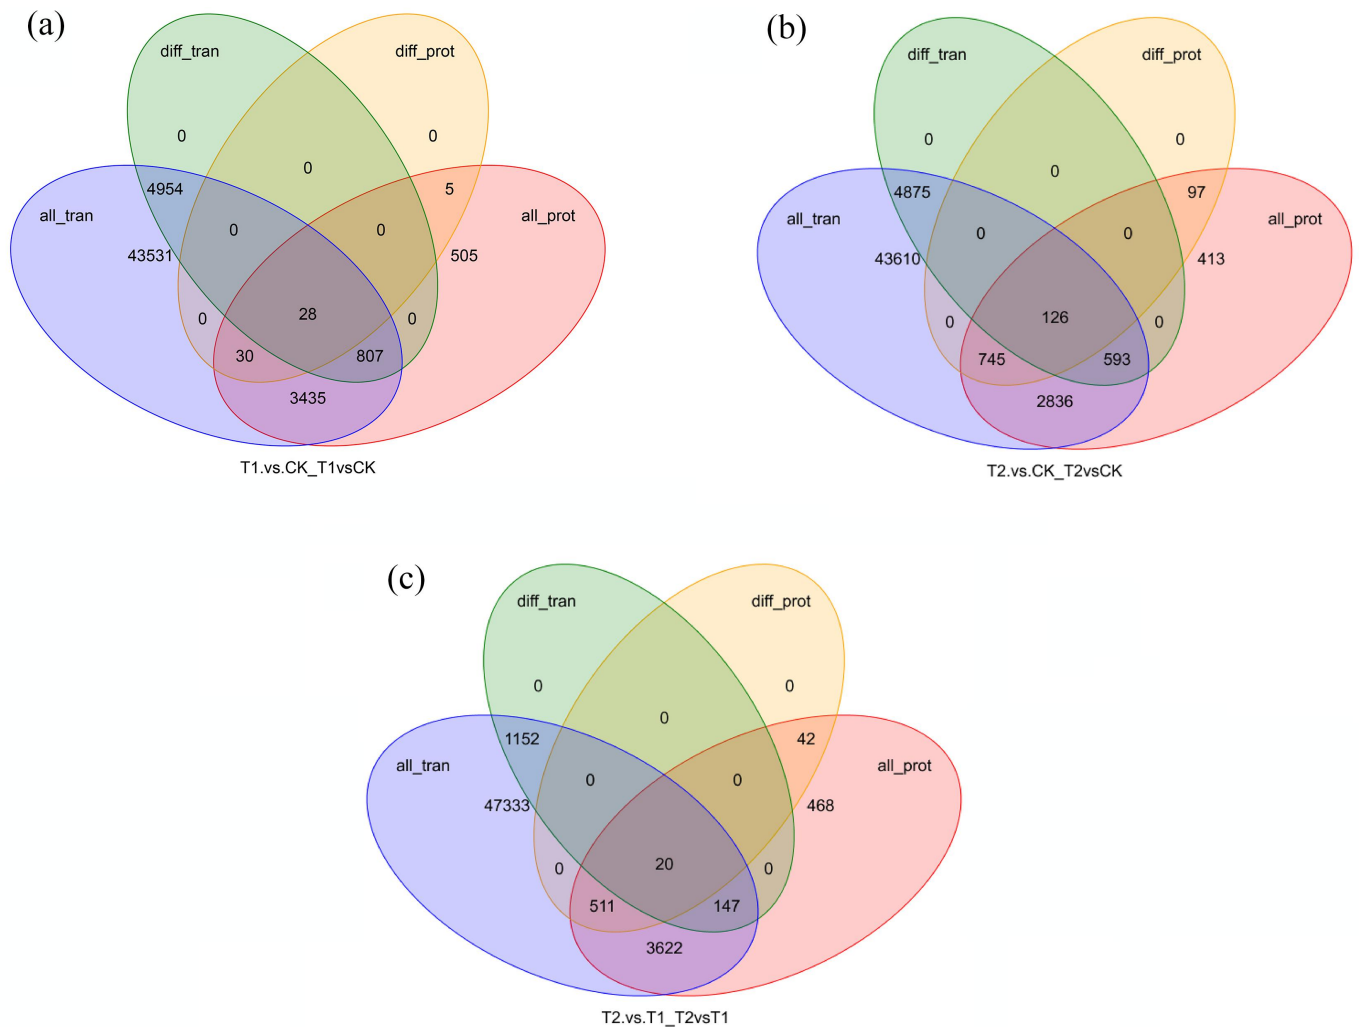 (a)
diff_tran
diff_prot
0
0
0
4954
5
all_tran
all_prot
0
0
43531
505
0
28
0
30
807
3435
T1.vs.CK_T1vsCK
(b)
diff_tran
diff_prot
0
0
0
4875
97
all_tran
all_prot
0
0
43610
413
0
126
0
745
593
2836
T2.vs.CK_T2vsCK
(c)
diff_tran
diff_prot
0
0
0
1152
42
all_tran
all_prot
0
0
47333
468
0
20
0
511
147
3622
T2.vs.T1_T2vsT1